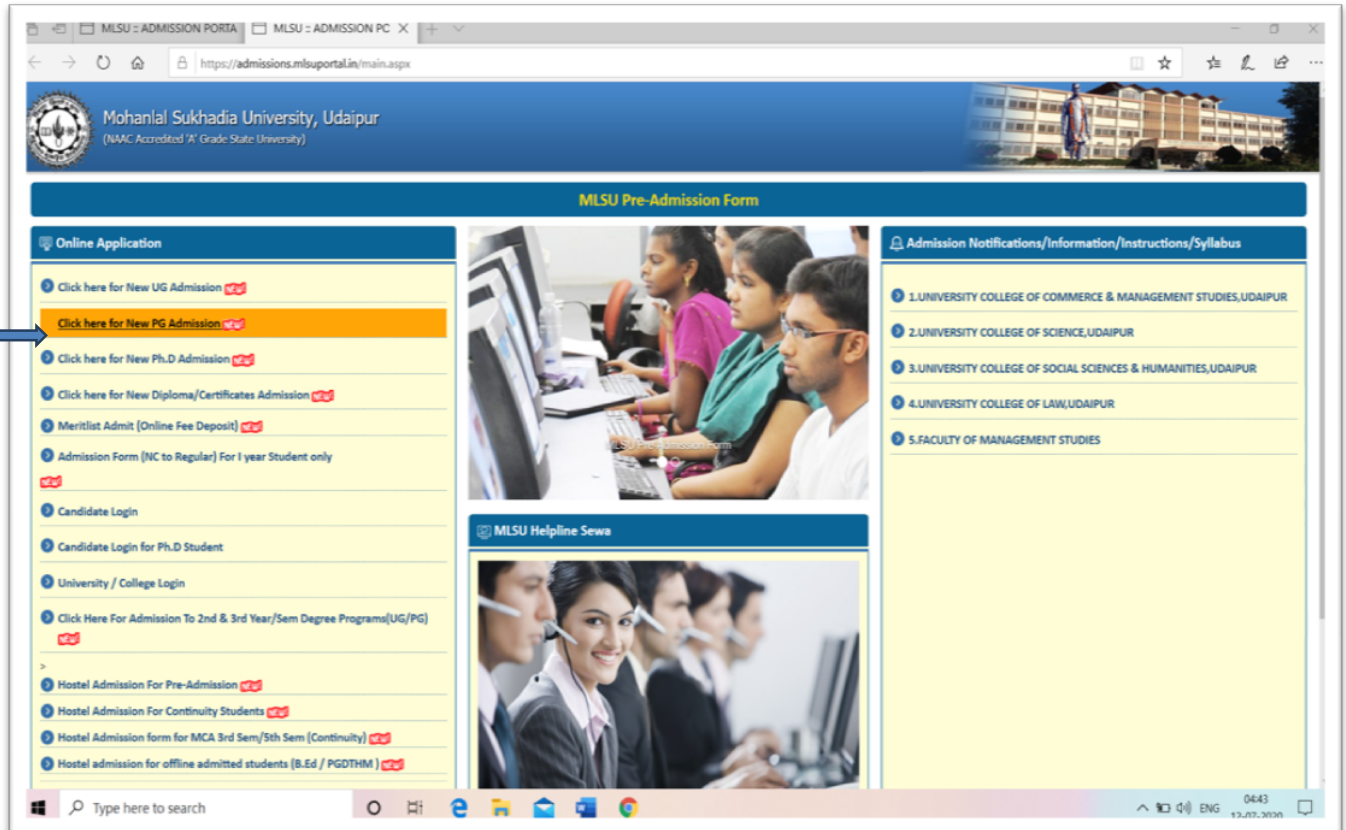 MLSU :: ADMISSION PORTA
MLSU :: ADMISSION PC
https://admissions.mlsuportal.in/main.aspx
Mohanlal Sukhadia University, Udaipur
(NAAC Accredited 'A' Grade State University)
MLSU Pre-Admission Form
Online Application
Click here for New UG Admission NEW!
Click here for New PG Admission NEW!
Click here for New Ph.D Admission NEW!
Click here for New Diploma/Certificates Admission NEW!
Meritlist Admit (Online Fee Deposit) NEW!
Admission Form (NC to Regular) For I year Student only
NEW!
Candidate Login
Candidate Login for Ph.D Student
University / College Login
Click Here For Admission To 2nd & 3rd Year/Sem Degree Programs(UG/PG)
NEW!
>
Hostel Admission For Pre-Admission NEW!
Hostel Admission For Continuity Students NEW!
Hostel Admission form for MCA 3rd Sem/5th Sem (Continuity) NEW!
Hostel admission for offline admitted students (B.Ed / PGDTHM ) NEW!
MLSU Pre-Admission Form
MLSU Helpline Sewa
Admission Notifications/Information/Instructions/Syllabus
1.UNIVERSITY COLLEGE OF COMMERCE & MANAGEMENT STUDIES,UDAIPUR
2.UNIVERSITY COLLEGE OF SCIENCE,UDAIPUR
3.UNIVERSITY COLLEGE OF SOCIAL SCIENCES & HUMANITIES,UDAIPUR
4.UNIVERSITY COLLEGE OF LAW,UDAIPUR
5.FACULTY OF MANAGEMENT STUDIES
Type here to search
ENG
04:43
12-07-2020